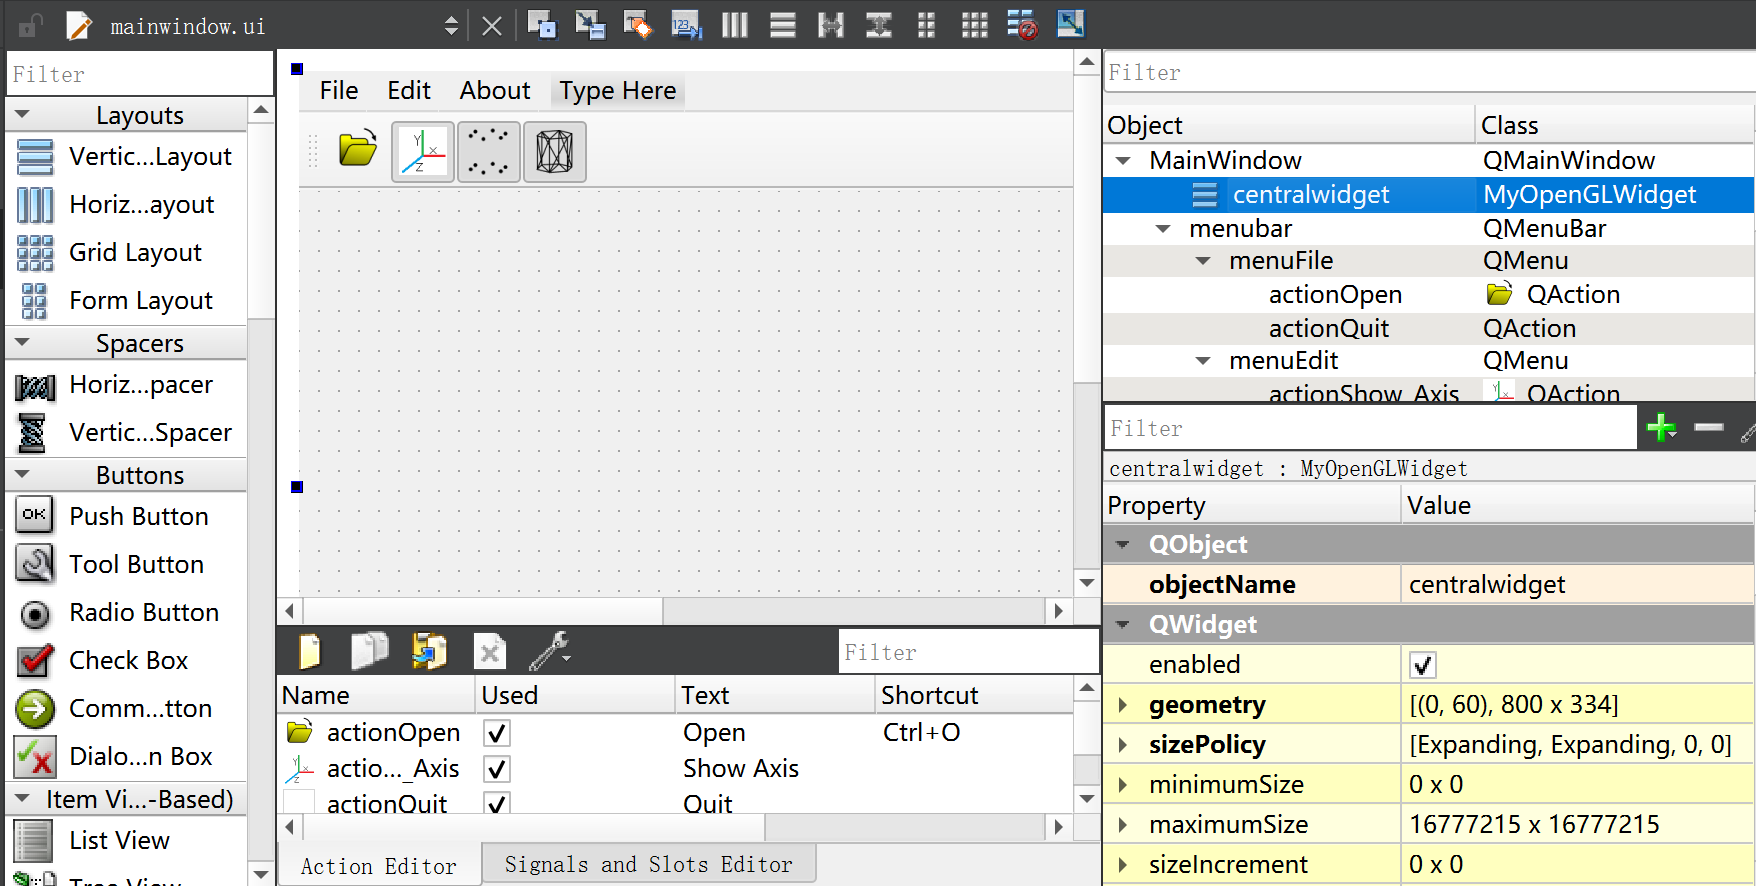 mainwindow.ui
Filter
Layouts
Vertic...Layout
Horiz...ayout
Grid Layout
Form Layout
Spacers
Horiz...pacer
Vertic...Spacer
Buttons
Push Button
OK
Tool Button
Radio Button
Check Box
Comm...tton
Dialo...n Box
Item Vi...-Based)
List View
Tree View
File Edit About Type Here
Y X Z
Filter
Name Used Text Shortcut
actionOpen Open Ctrl+O
actio..._Axis Show Axis
actionQuit Quit
Action Editor Signals and Slots Editor
Filter
Object Class
MainWindow QMainWindow
centralwidget MyOpenGLWidget
menubar QMenuBar
menuFile QMenu
actionOpen QAction
actionQuit QAction
menuEdit QMenu
actionShow_Axis QAction
Filter
centralwidget : MyOpenGLWidget
Property Value
QObject
objectName centralwidget
QWidget
enabled
geometry [(0, 60), 800 x 334]
sizePolicy [Expanding, Expanding, 0, 0]
minimumSize 0 x 0
maximumSize 16777215 x 16777215
sizeIncrement 0 x 0